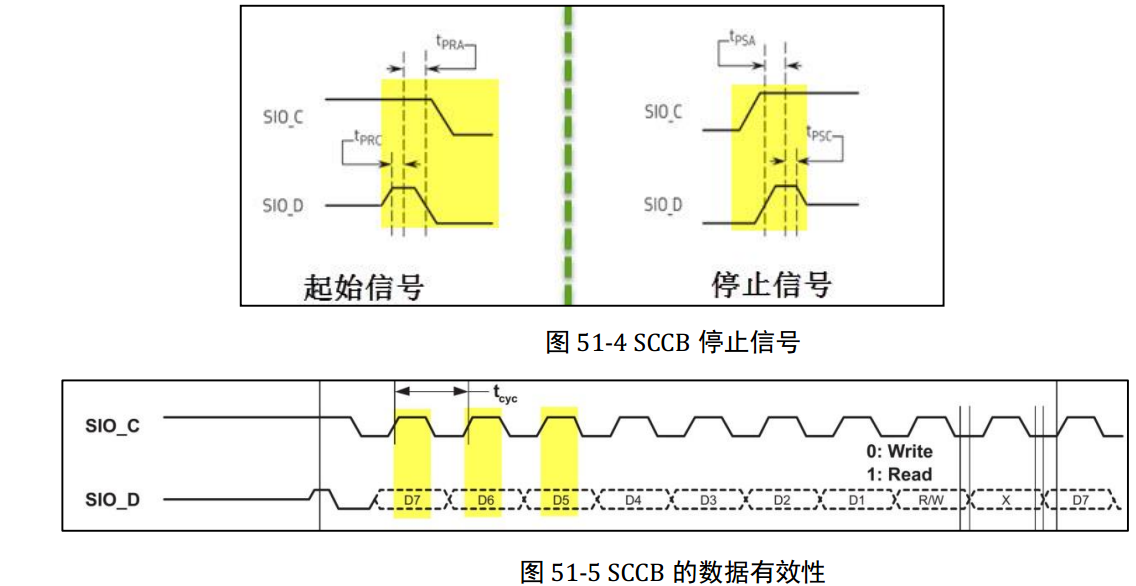 tPRA
SIO_C
tPRC
SIO_D
起始信号
tPSA
SIO_C
tPSC
SIO_D
停止信号
图 51-4 SCCB 停止信号
tcyc
SIO_C
0: Write
1: Read
SIO_D D7 D6 D5 D4 D3 D2 D1 R/W X D7
图 51-5 SCCB 的数据有效性